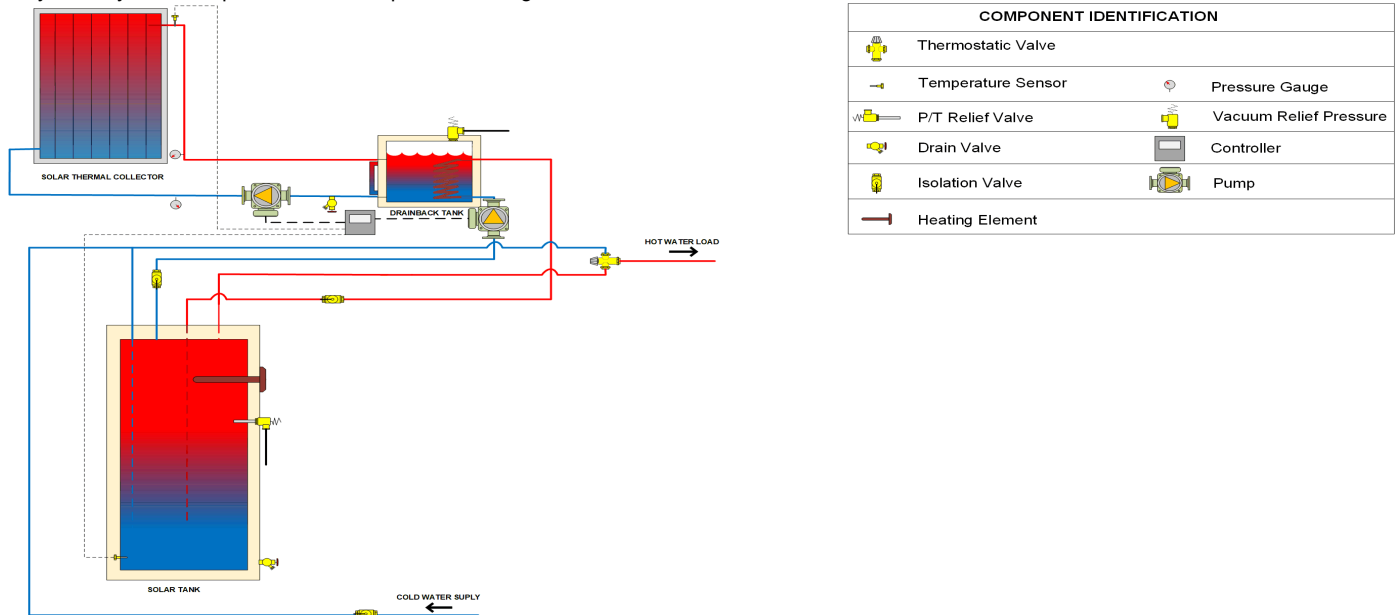 COMPONENT IDENTIFICATION
Thermostatic Valve
Temperature Sensor
Pressure Gauge
P/T Relief Valve
Vacuum Relief Pressure
Drain Valve
Controller
Isolation Valve
Pump
Heating Element
SOLAR THERMAL COLLECTOR
DRAINBACK TANK
HOT WATER LOAD
SOLAR TANK
COLD WATER SUPLY